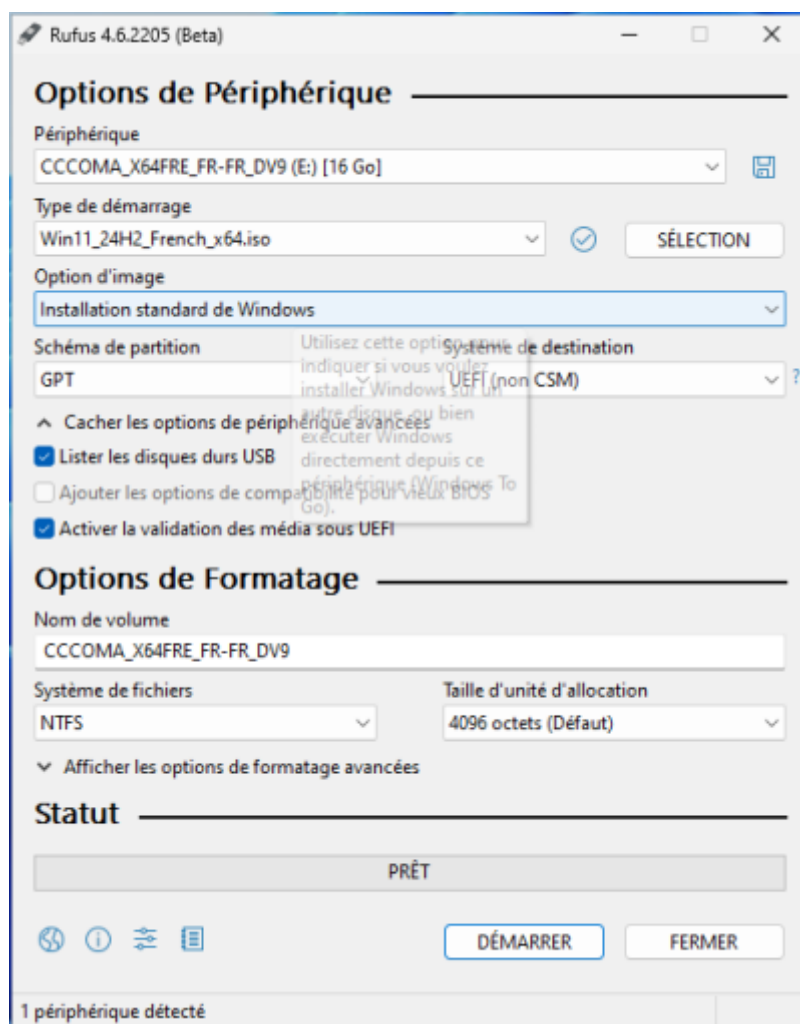 Rufus 4.6.2205 (Beta)
Options de Périphérique
Périphérique
CCCOMA_X64FRE_FR-FR_DV9 (E:) [16 Go]
Type de démarrage
Win11_24H2_French_x64.iso
SÉLECTION
Option d'image
Installation standard de Windows
Schéma de partition
Système de destination
GPT
UEFI (non CSM)
?
Utilisez cette option pour
indiquer si vous voulez
installer Windows sur un
autre disque, ou bien
exécuter Windows
directement depuis ce
périphérique (Windows To
Go).
Cacher les options de périphérique avancées
Lister les disques durs USB
Ajouter les options de compatibilité pour vieux BIOS
Activer la validation des média sous UEFI
Options de Formatage
Nom de volume
CCCOMA_X64FRE_FR-FR_DV9
Système de fichiers
Taille d'unité d'allocation
NTFS
4096 octets (Défaut)
Afficher les options de formatage avancées
Statut
PRÊT
DÉMARRER
FERMER
1 périphérique détecté